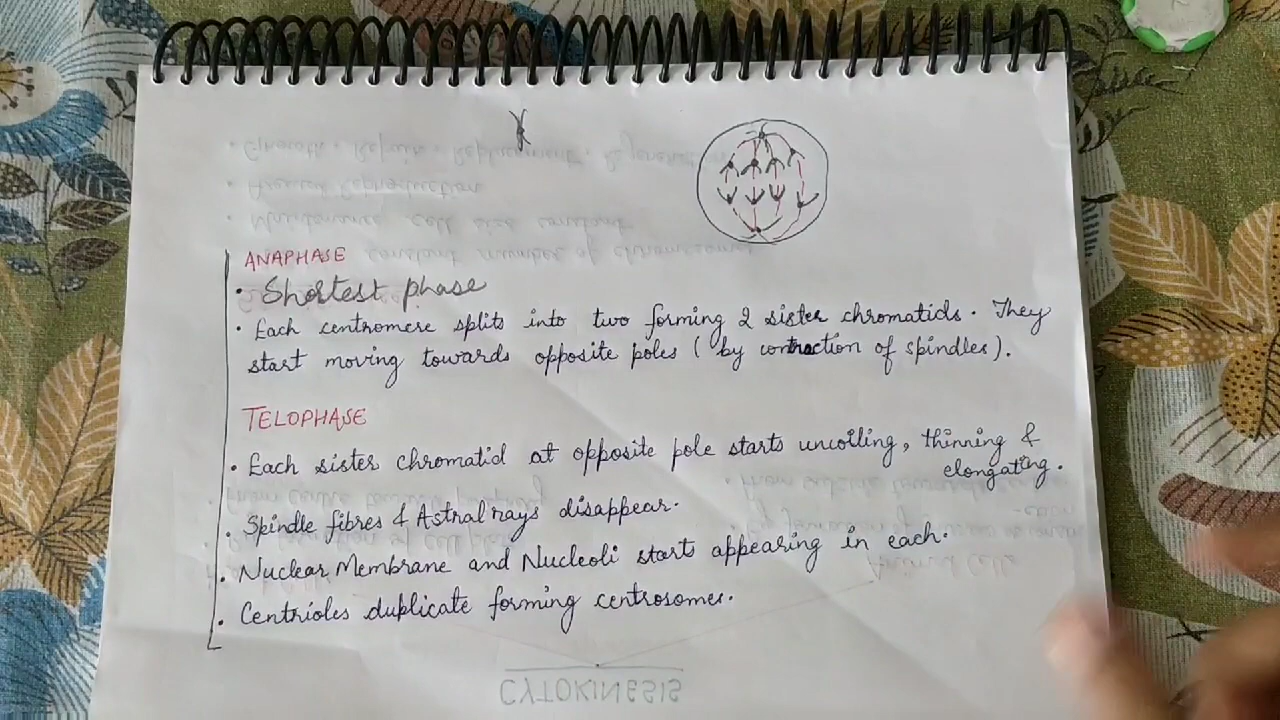 ANAPHASE
• Shortest phase
• Each centromere splits into two forming 2 sister chromatids. They
start moving towards opposite poles ( by contraction of spindles).
TELOPHASE
• Each sister chromatid at opposite pole starts uncoiling, thinning &
elongating.
• Spindle fibres & Astral rays disappear.
• Nuclear Membrane and Nucleoli starts appearing in each.
• Centrioles duplicate forming centrosomes.
CYTOKINESIS